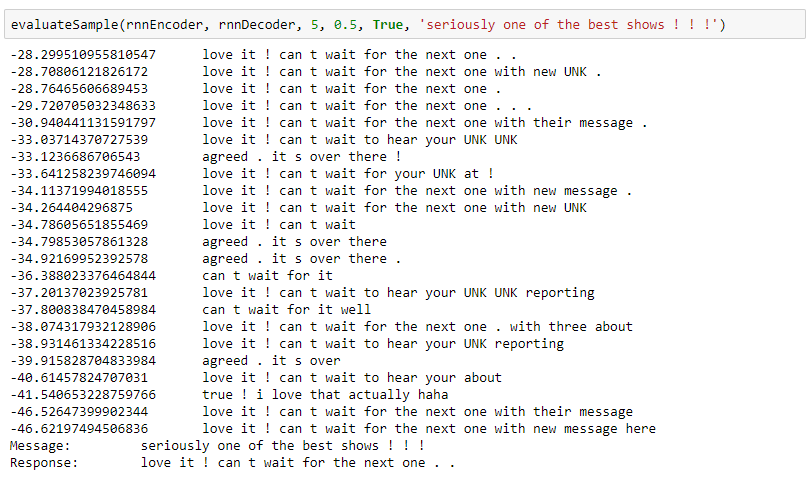 evaluateSample(rnnEncoder, rnnDecoder, 5, 0.5, True, 'seriously one of the best shows ! ! !')
-28.299510955810547 love it ! can t wait for the next one . .
-28.70806121826172 love it ! can t wait for the next one with new UNK .
-28.76465606689453 love it ! can t wait for the next one .
-29.720705032348633 love it ! can t wait for the next one . . .
-30.940441131591797 love it ! can t wait for the next one with their message .
-33.03714370727539 love it ! can t wait to hear your UNK UNK
-33.1236686706543 agreed . it s over there !
-33.641258239746094 love it ! can t wait for your UNK at !
-34.11371994018555 love it ! can t wait for the next one with new message .
-34.264404296875 love it ! can t wait for the next one with new UNK
-34.78605651855469 love it ! can t wait
-34.79853057861328 agreed . it s over there
-34.92169952392578 agreed . it s over there .
-36.388023376464844 can t wait for it
-37.20137023925781 love it ! can t wait to hear your UNK UNK reporting
-37.800838470458984 can t wait for it well
-38.074317932128906 love it ! can t wait for the next one . with three about
-38.931461334228516 love it ! can t wait to hear your UNK reporting
-39.915828704833984 agreed . it s over
-40.61457824707031 love it ! can t wait to hear your about
-41.540653228759766 true ! i love that actually haha
-46.52647399902344 love it ! can t wait for the next one with their message
-46.62197494506836 love it ! can t wait for the next one with new message here
Message: seriously one of the best shows ! ! !
Response: love it ! can t wait for the next one . .